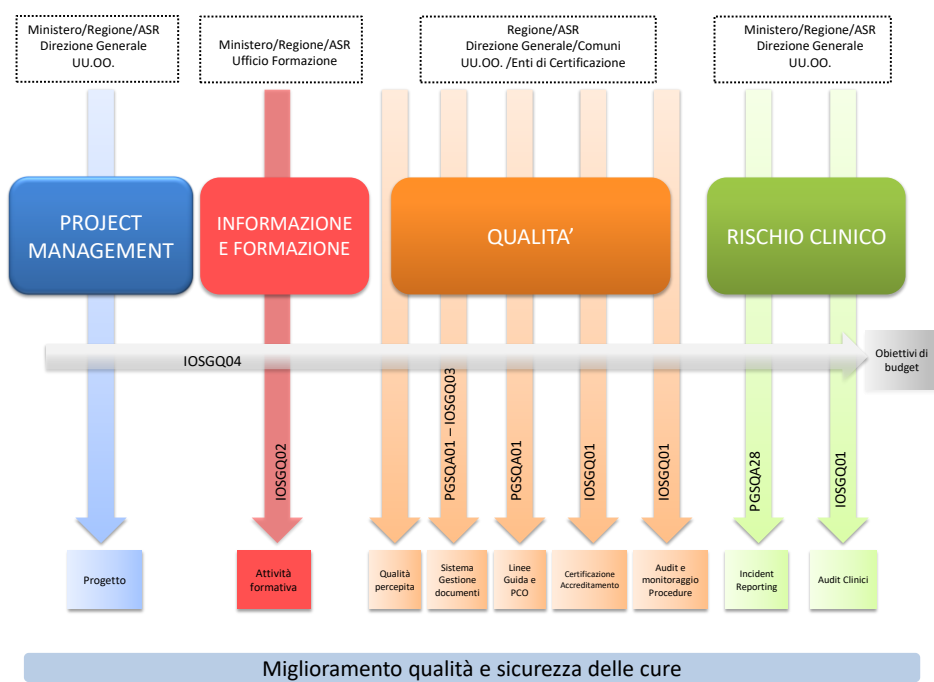 Ministero/Regione/ASR
Direzione Generale
UU.OO.
Ministero/Regione/ASR
Ufficio Formazione
Regione/ASR
Direzione Generale/Comuni
UU.OO. /Enti di Certificazione
Ministero/Regione/ASR
Direzione Generale
UU.OO.
PROJECT
MANAGEMENT
INFORMAZIONE
E FORMAZIONE
QUALITA’
RISCHIO CLINICO
IOSGQ04
Obiettivi di
budget
IOSGQ02
PGSQA01 – IOSGQ03
PGSQA01
IOSGQ01
IOSGQ01
PGSQA28
IOSGQ01
Progetto
Attività
formativa
Qualità
percepita
Sistema
Gestione
documenti
Linee
Guida e
PCO
Certificazione
Accreditamento
Audit e
monitoraggio
Procedure
Incident
Reporting
Audit Clinici
Miglioramento qualità e sicurezza delle cure